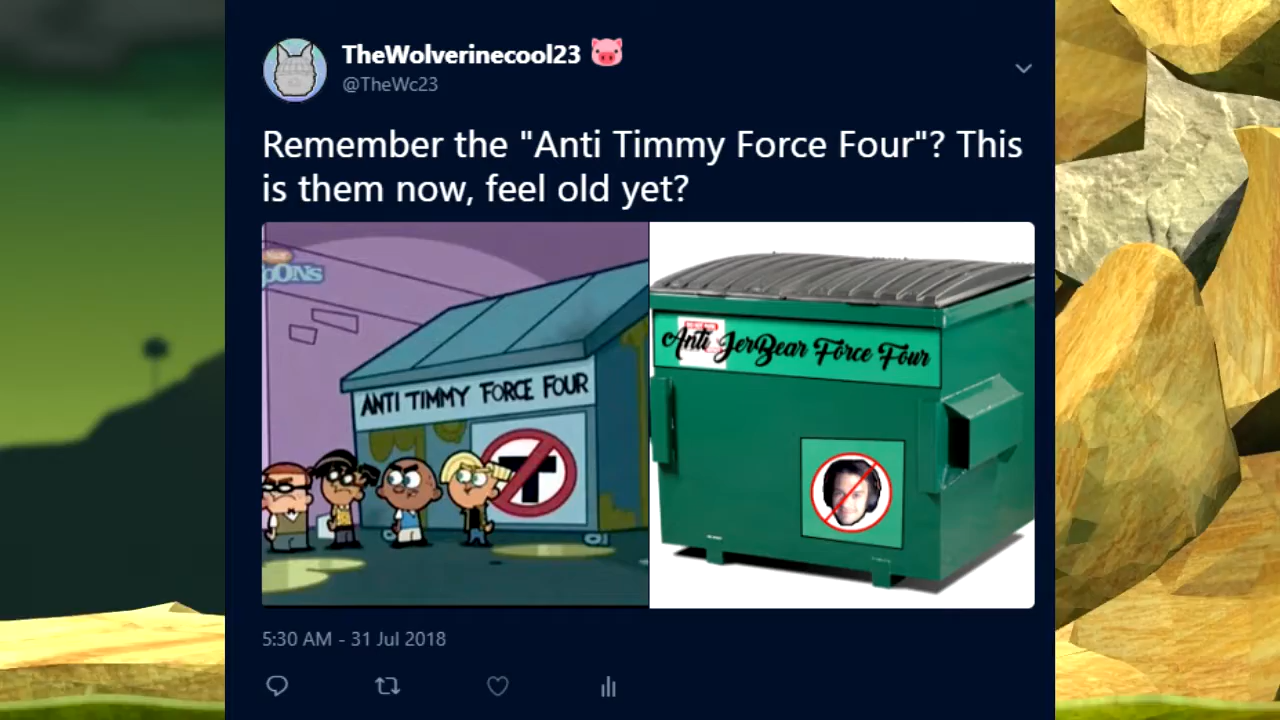 TheWolverinecool23
@TheWc23
Remember the "Anti Timmy Force Four"? This
is them now, feel old yet?
OONS
ANTI TIMMY FORCE FOUR
T
Anti JerBear Force Four
5:30 AM - 31 Jul 2018